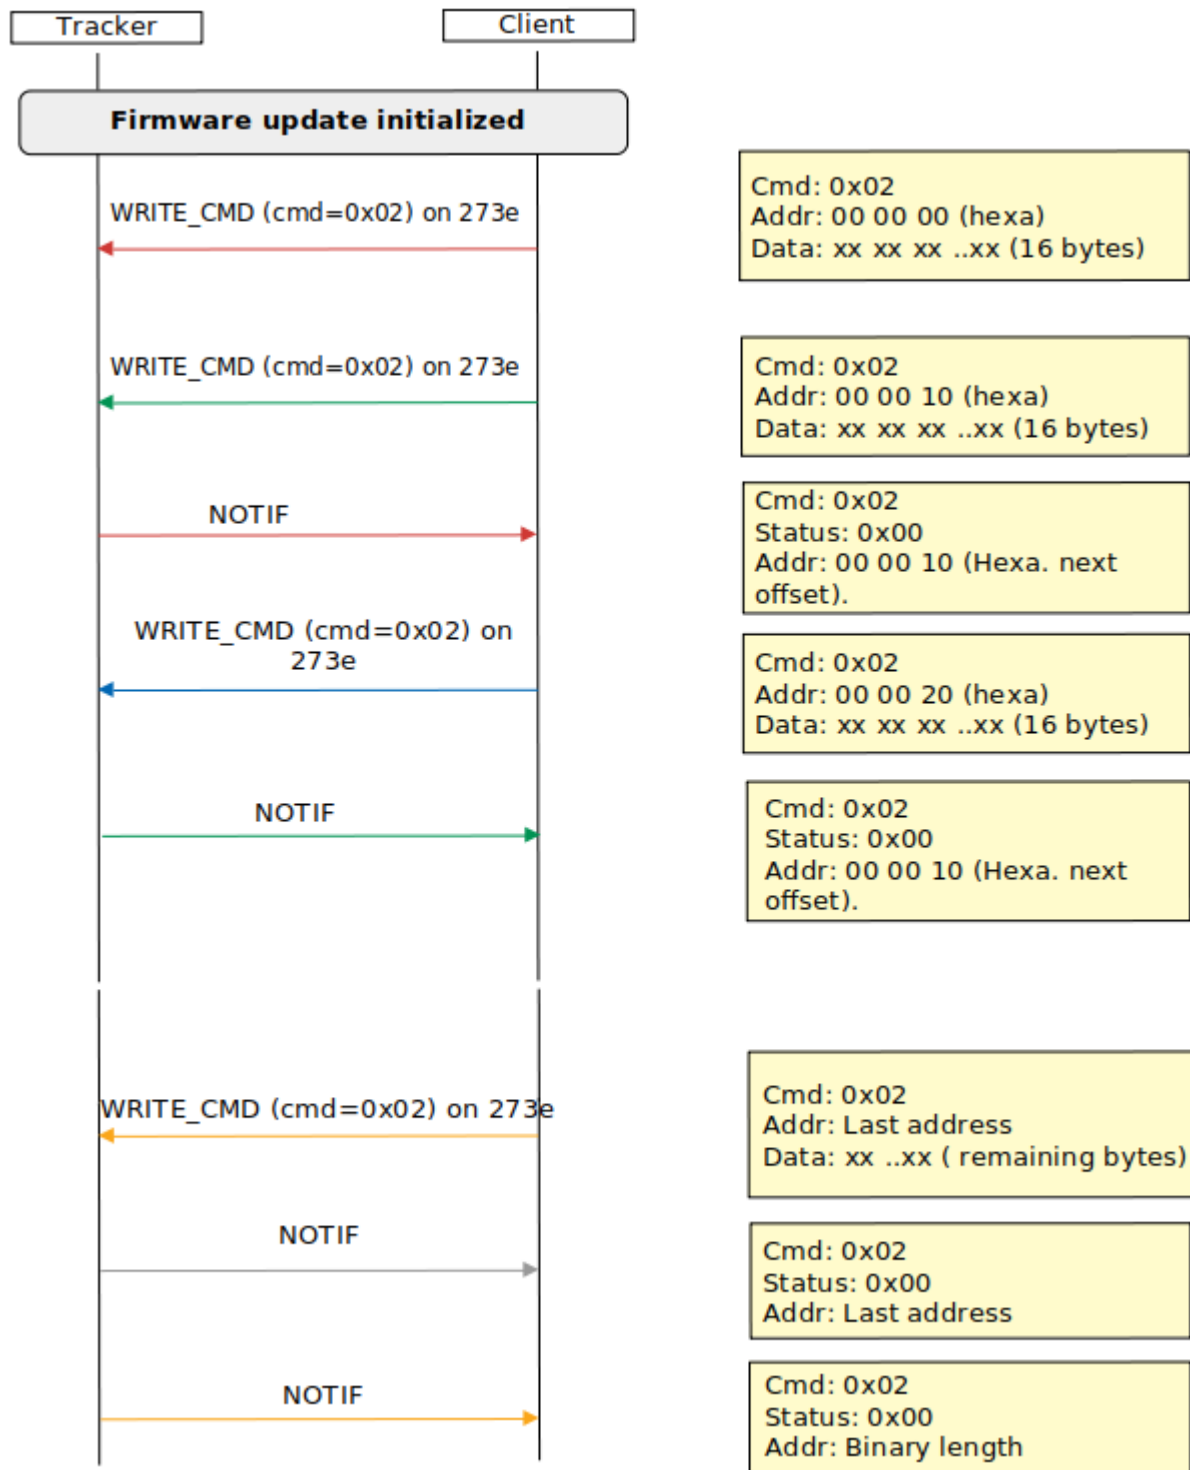 Tracker
Client
Firmware update initialized
WRITE_CMD (cmd=0x02) on 273e
Cmd: 0x02
Addr: 00 00 00 (hexa)
Data: xx xx xx ..xx (16 bytes)
WRITE_CMD (cmd=0x02) on 273e
Cmd: 0x02
Addr: 00 00 10 (hexa)
Data: xx xx xx ..xx (16 bytes)
NOTIF
Cmd: 0x02
Status: 0x00
Addr: 00 00 10 (Hexa. next
offset).
WRITE_CMD (cmd=0x02) on
273e
Cmd: 0x02
Addr: 00 00 20 (hexa)
Data: xx xx xx ..xx (16 bytes)
NOTIF
Cmd: 0x02
Status: 0x00
Addr: 00 00 10 (Hexa. next
offset).
WRITE_CMD (cmd=0x02) on 273e
Cmd: 0x02
Addr: Last address
Data: xx ..xx ( remaining bytes)
NOTIF
Cmd: 0x02
Status: 0x00
Addr: Last address
NOTIF
Cmd: 0x02
Status: 0x00
Addr: Binary length